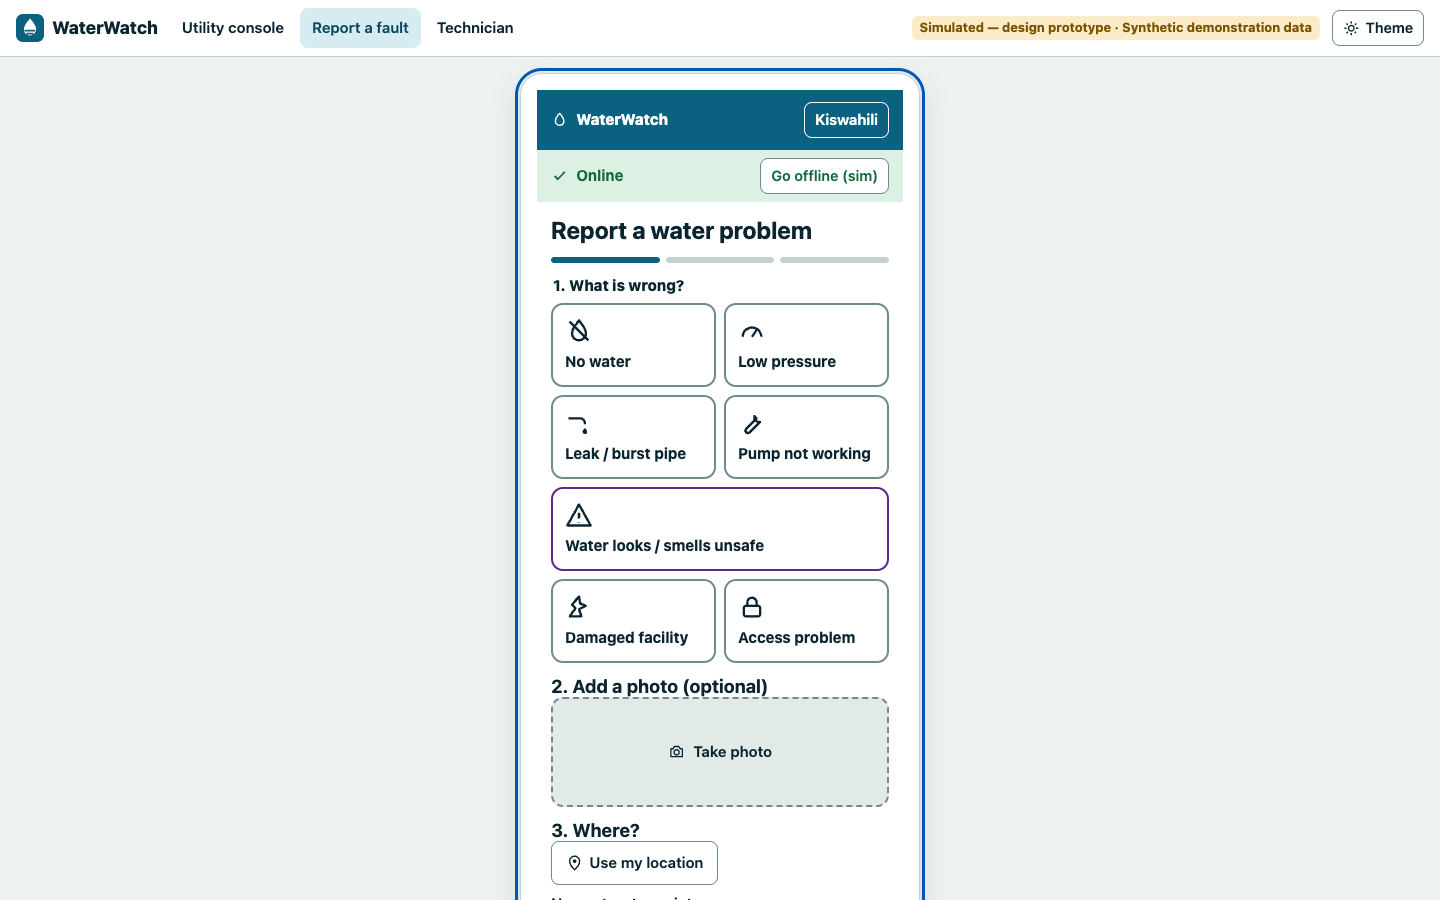 WaterWatch
Utility console
Report a fault
Technician
Simulated — design prototype · Synthetic demonstration data
Theme
WaterWatch
Kiswahili
Online
Go offline (sim)
Report a water problem
1. What is wrong?
No water
Low pressure
Leak / burst pipe
Pump not working
Water looks / smells unsafe
Damaged facility
Access problem
2. Add a photo (optional)
Take photo
3. Where?
Use my location